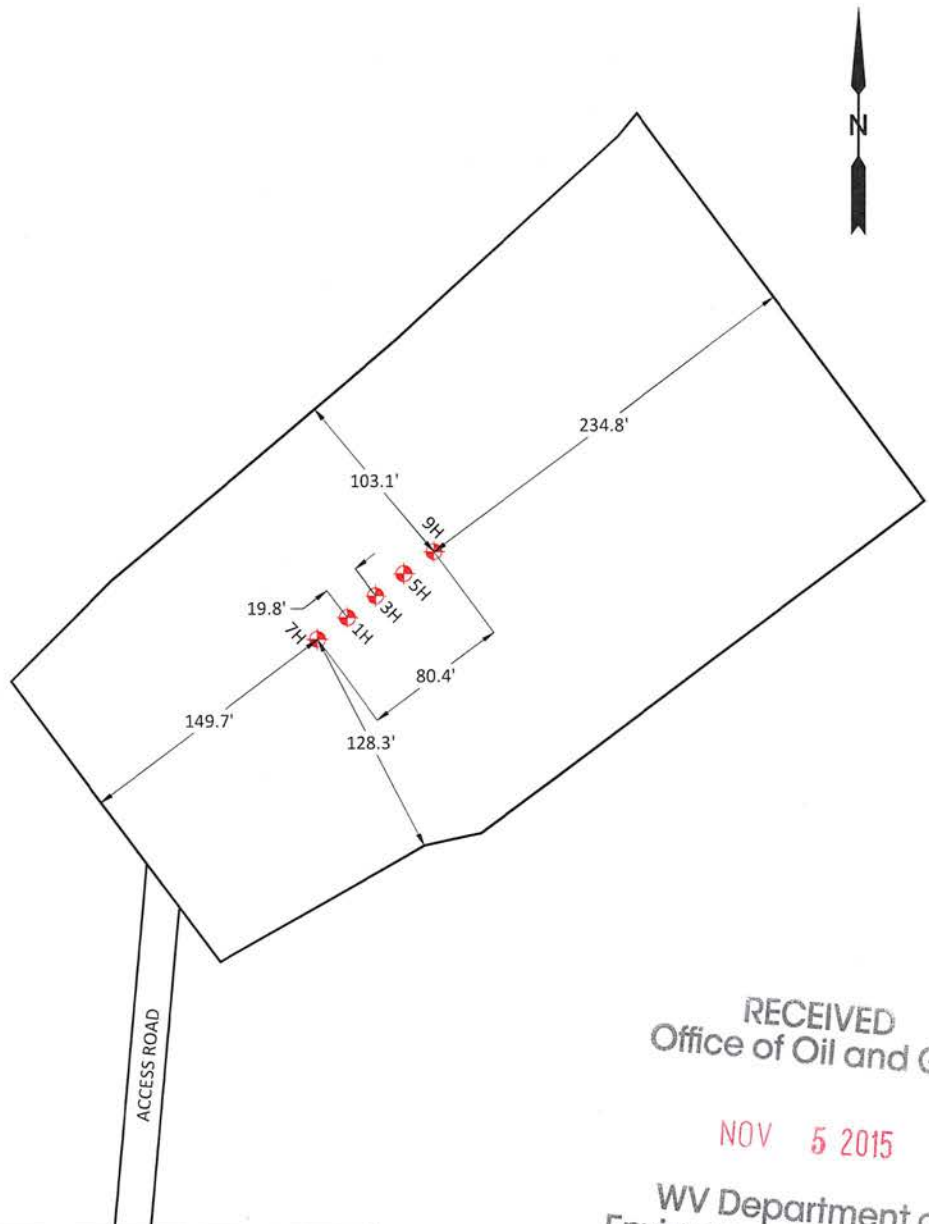 N
234.8'
103.1'
9H
5H
3H
19.8'
1H
7H
80.4'
149.7'
128.3'
ACCESS ROAD
RECEIVED
Office of Oil and
NOV 5 2015
WV Department